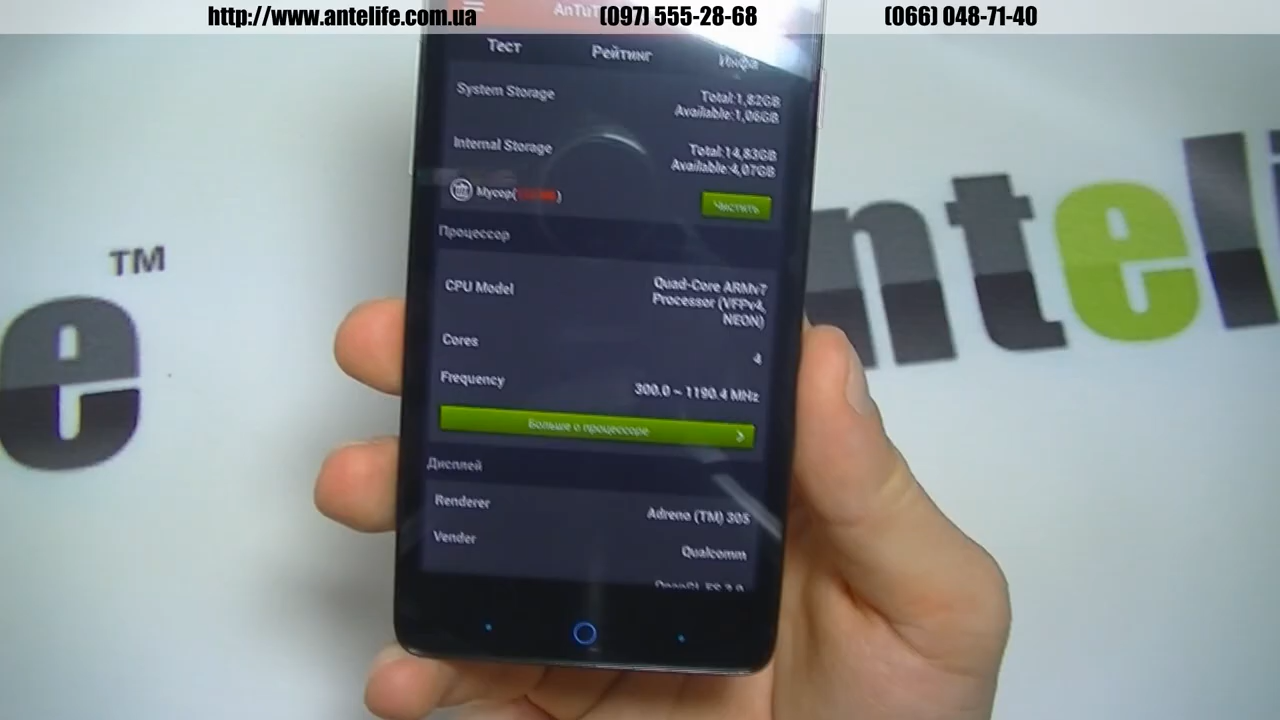 http://www.antelife.com.ua (097) 555-28-68 (066) 048-71-40
Тест Рейтинг Инфа
System Storage Total:1,82GB
Available:1,06GB
Internal Storage Total:14,83GB
Available:4,07GB
Мусор( ) Чистить
Процессор
CPU Model Quad-Core ARMv7
Processor (VFPv4,
NEON)
Cores 4
Frequency 300.0 ~ 1190.4 MHz
Больше о процессоре
Дисплей
Renderer Adreno (TM) 305
Vender Qualcomm
TM
e
antel